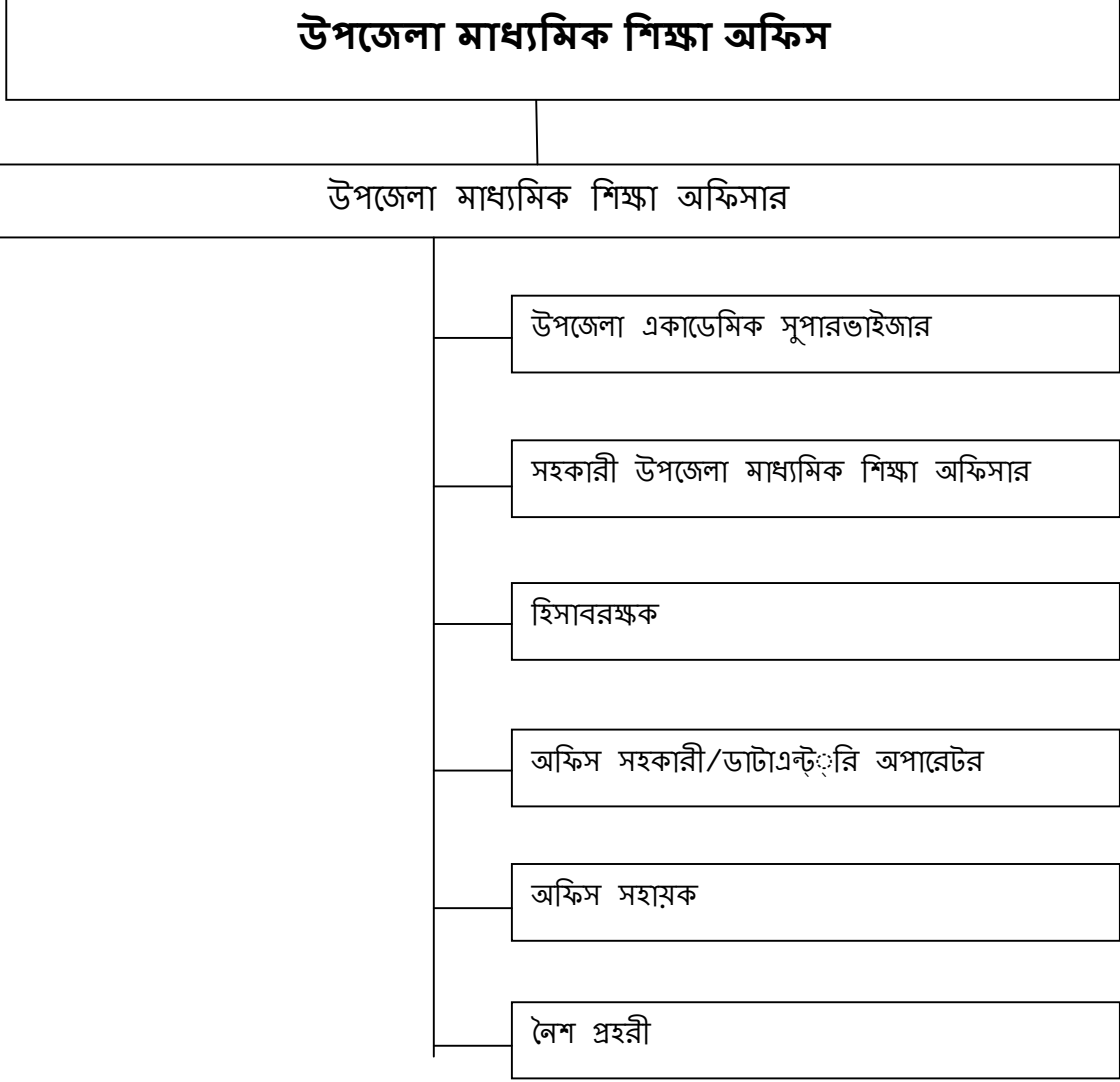 উপজেলা মাধ্যমিক শিক্ষা অফিস
উপজেলা মাধ্যমিক শিক্ষা অফিসার
উপজেলা একাডেমিক সুপারভাইজার
সহকারী উপজেলা মাধ্যমিক শিক্ষা অফিসার
হিসাবরক্ষক
অফিস সহকারী/ডাটাএন্ট্্রি অপারেটর
অফিস সহায়ক
নৈশ প্রহরী